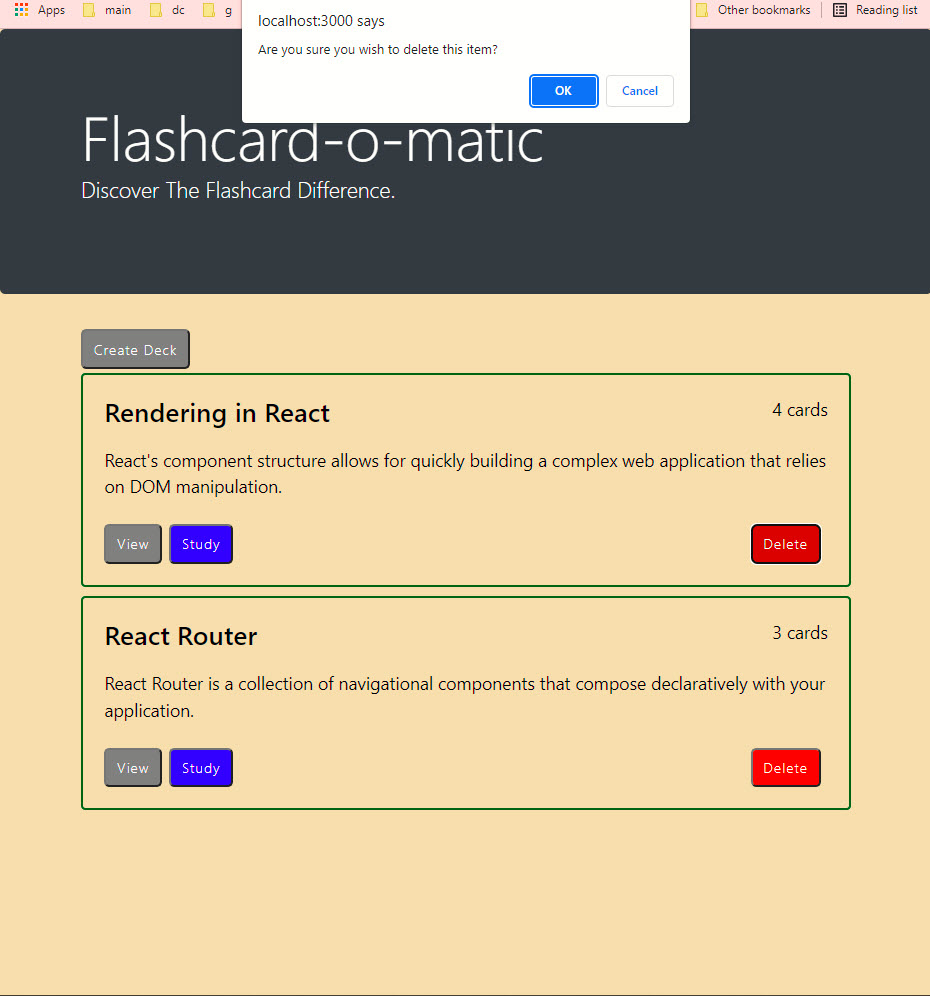 Apps main dc g Other bookmarks Reading list
localhost:3000 says
Are you sure you wish to delete this item?
OK Cancel
Flashcard-o-matic
Discover The Flashcard Difference.
Create Deck
Rendering in React 4 cards
React's component structure allows for quickly building a complex web application that relies
on DOM manipulation.
View Study Delete
React Router 3 cards
React Router is a collection of navigational components that compose declaratively with your
application.
View Study Delete